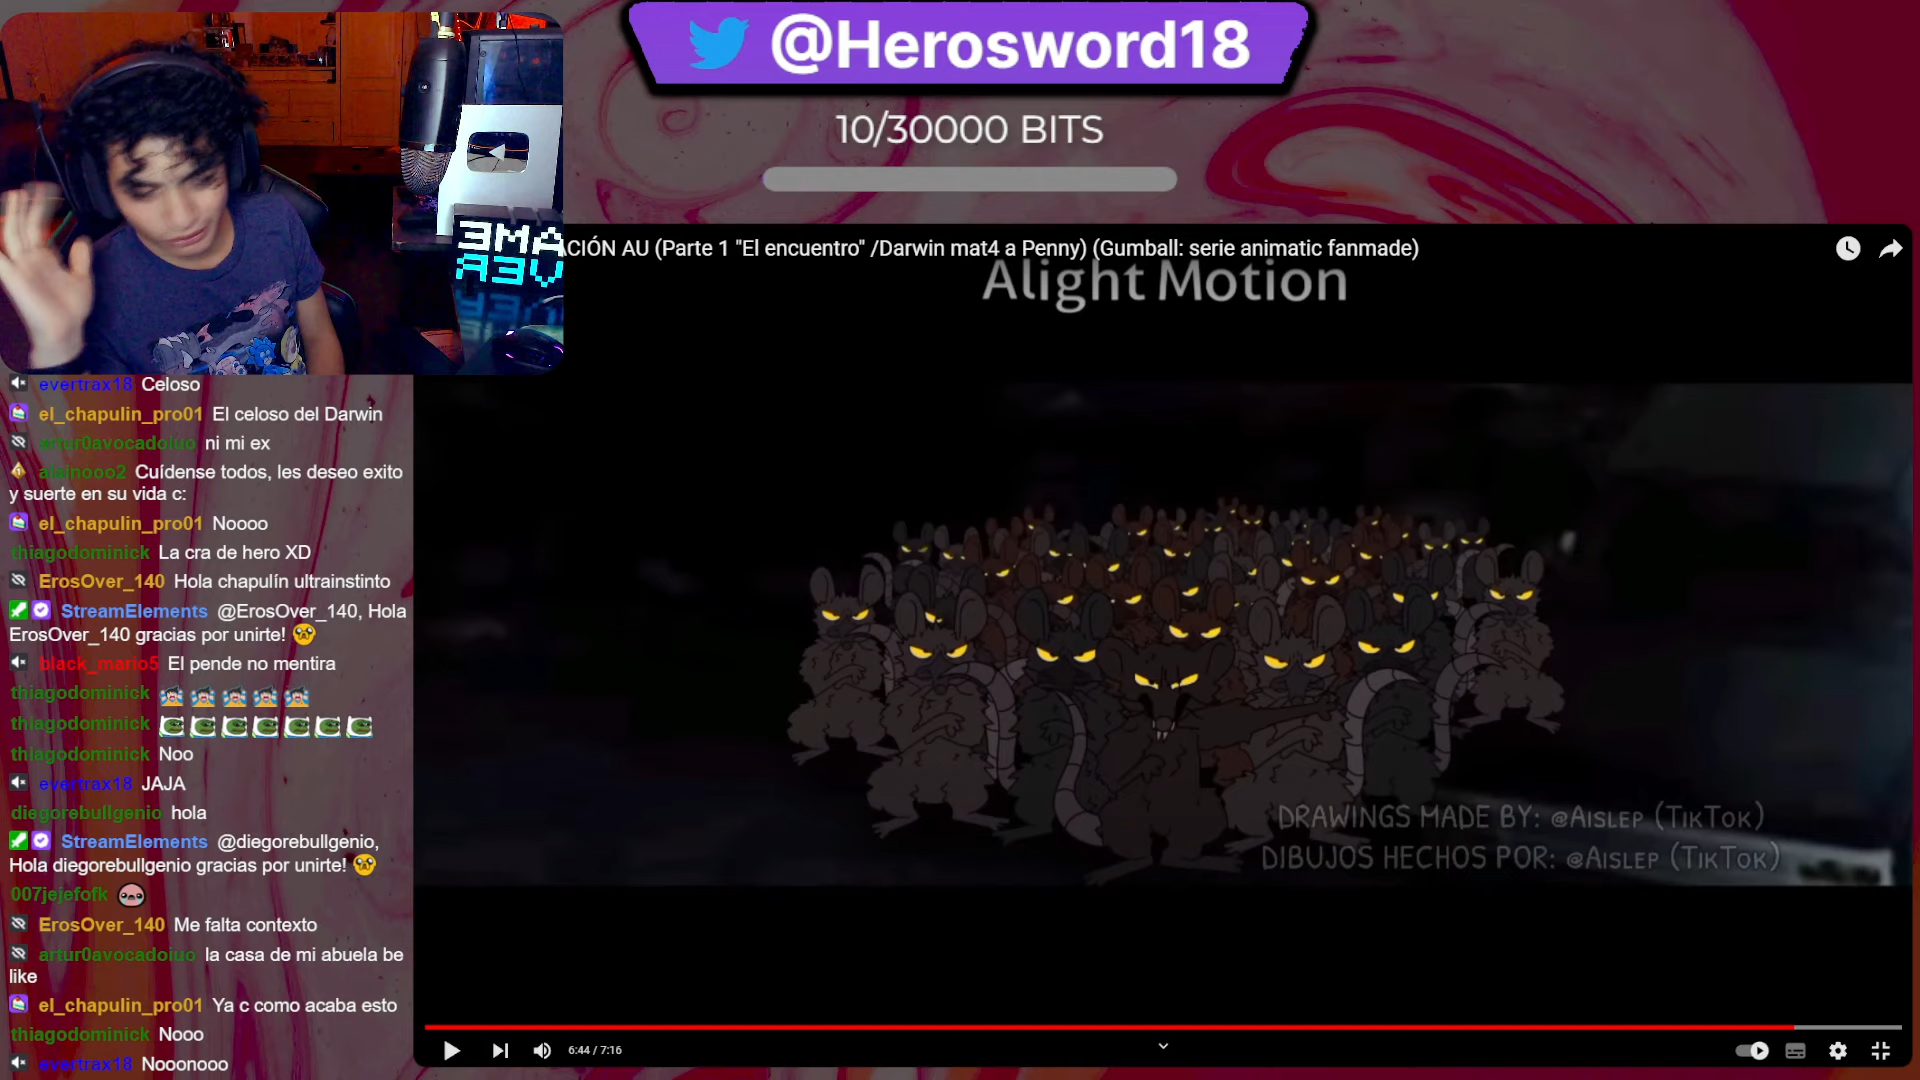 @Herosword18
10/30000 BITS
ACIÓN AU (Parte 1 "El encuentro" /Darwin mat4 a Penny) (Gumball: serie animatic fanmade)
Alight Motion
evertrax18 Celoso
el_chapulin_pro01 El celoso del Darwin
artur0avocadoiuo ni mi ex
Cuídense todos, les deseo exito
y suerte en su vida c:
el_chapulin_pro01 Noooo
thiagodominick La cra de hero XD
ErosOver_140 Hola chapulín ultrainstinto
StreamElements @ErosOver_140, Hola
ErosOver_140 gracias por unirte!
black_mario5 El pende no mentira
thiagodominick
thiagodominick
thiagodominick Noo
evertrax18 JAJA
diegorebullgenio hola
StreamElements @diegorebullgenio,
Hola diegorebullgenio gracias por unirte!
007jejefofk
ErosOver_140 Me falta contexto
artur0avocadoiuo la casa de mi abuela be
like
el_chapulin_pro01 Ya c como acaba esto
thiagodominick Nooo
evertrax18 Nooonooo
DRAWINGS MADE BY: @AISLEP (TIKTOK)
DIBUJOS HECHOS POR: @AISLEP (TIKTOK)
6:44 / 7:16